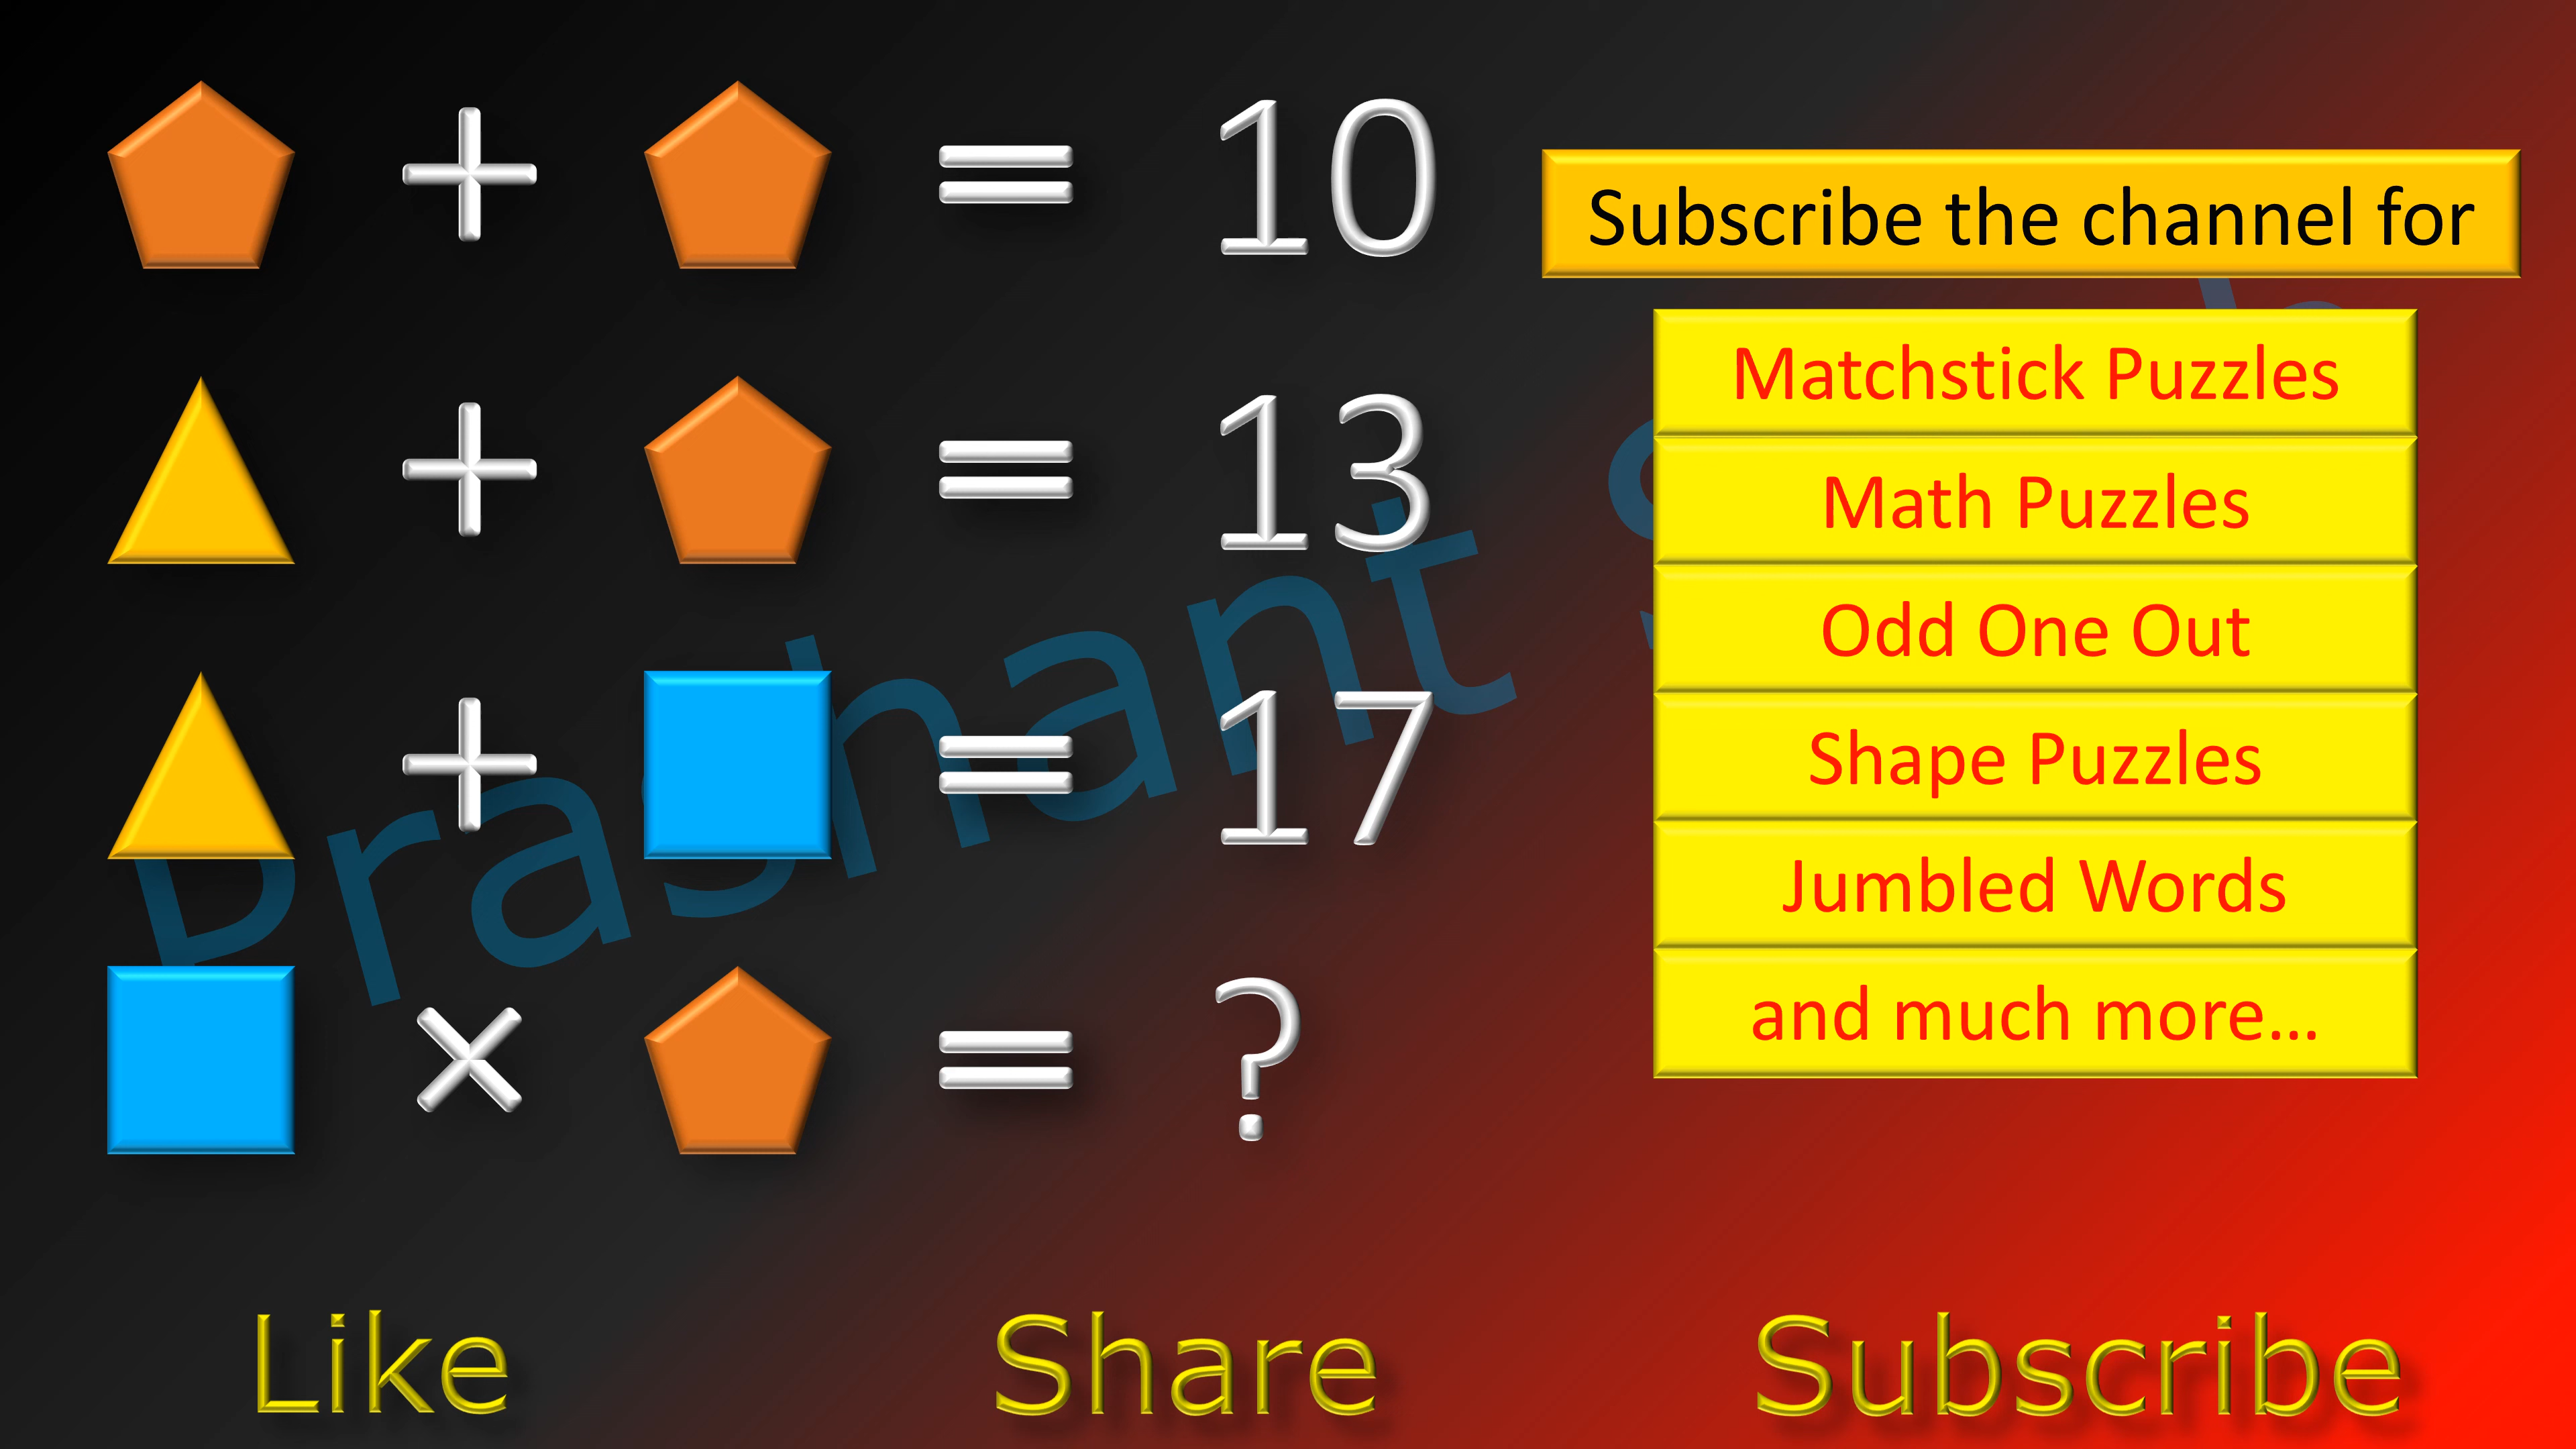 + = 10
Subscribe the channel for
Matchstick Puzzles
+ = 13
Math Puzzles
Odd One Out
+ = 17
Shape Puzzles
Jumbled Words
× = ?
and much more...
Prashant
Like Share Subscribe